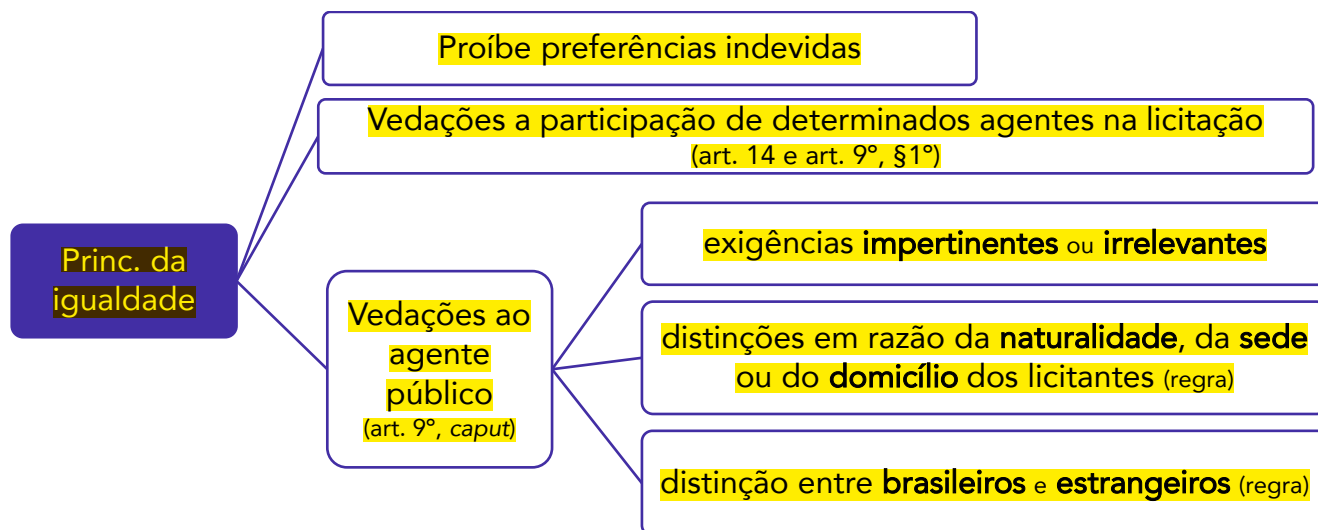 Proíbe preferências indevidas
Vedações a participação de determinados agentes na licitação
(art. 14 e art. 9º, §1º)
Princ. da
igualdade
Vedações ao
agente
público
(art. 9º, caput)
exigências impertinentes ou irrelevantes
distinções em razão da naturalidade, da sede
ou do domicílio dos licitantes (regra)
distinção entre brasileiros e estrangeiros (regra)